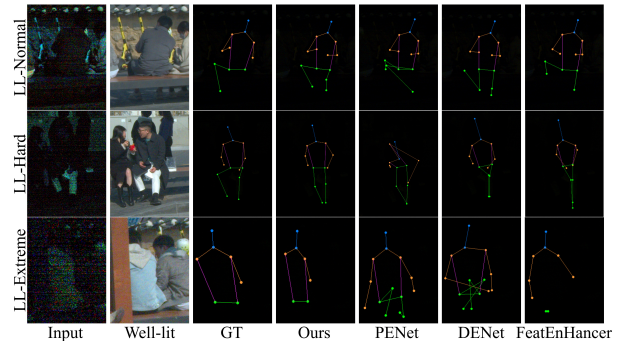 LL-Normal
LL-Hard
LL-Extreme
Input Well-lit GT Ours PENet DENet FeatEnHancer